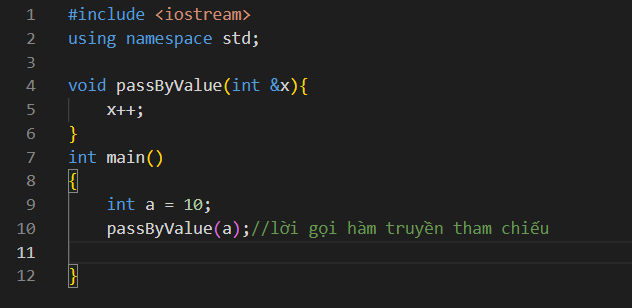 1 #include <iostream>
2 using namespace std;
3
4 void passByValue(int &x){
5 x++;
6 }
7 int main()
8 {
9 int a = 10;
10 passByValue(a);//lời gọi hàm truyền tham chiếu
11
12 }